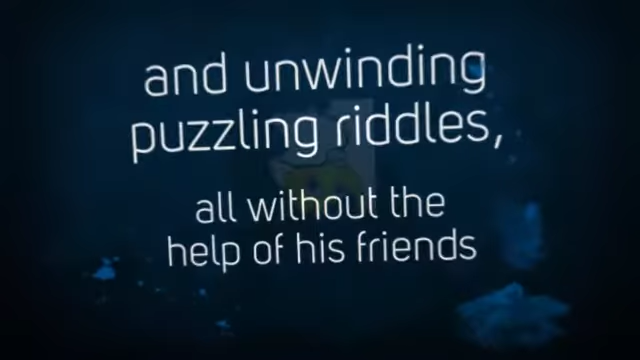 and unwinding
puzzling riddles,
all without the
help of his friends